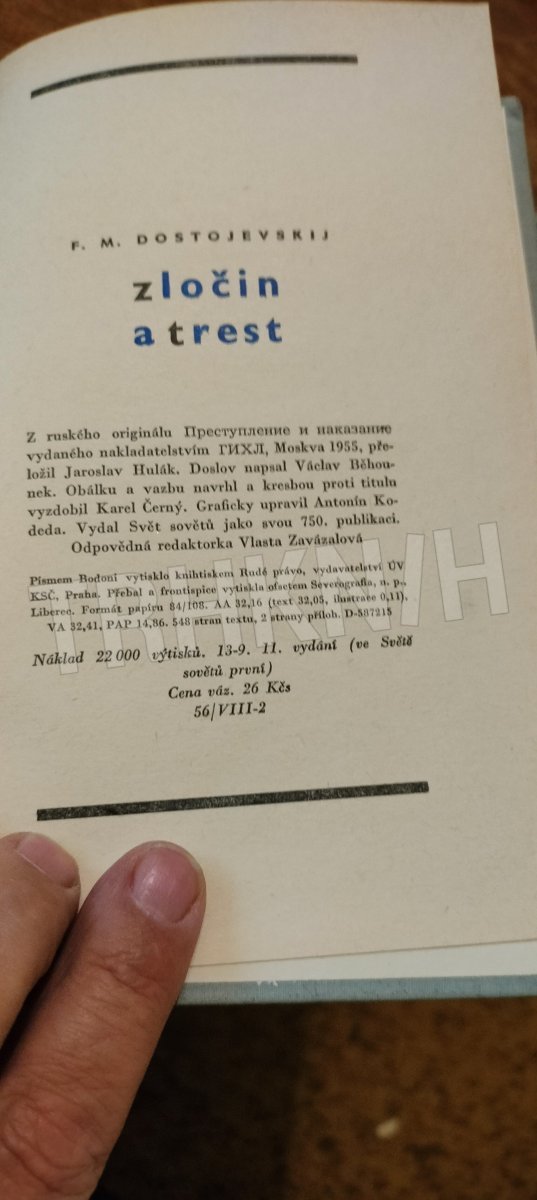 F. M. DOSTOJEVSKIJ
zločin
a trest
Z ruského originálu Преступление и наказание
vydaného nakladatelstvím ГИХЛ, Moskva 1955, pře-
ložil Jaroslav Hulák. Doslov napsal Václav Běhou-
nek. Obálku a vazbu navrhl a kresbou proti titulu
vyzdobil Karel Černý. Graficky upravil Antonín Ko-
deda. Vydal Svět sovětů jako svou 750. publikaci.
Odpovědná redaktorka Vlasta Zavázalová
Písmem Bodoni vytisklo knihtiskem Rudé právo, vydavatelství ÚV
KSČ, Praha. Přebal a frontispice vytiskla ofsetem Severografia, n. p.,
Liberec. Formát papíru 84/108. AA 32,16 (text 32,05, ilustrace 0,11).
VA 32,41, PAP 14,86. 548 stran textu, 2 strany příloh. D-587215
Náklad 22 000 výtisků. 13-9. 11. vydání (ve Světě
sovětů první)
Cena váz. 26 Kčs
56/VIII-2